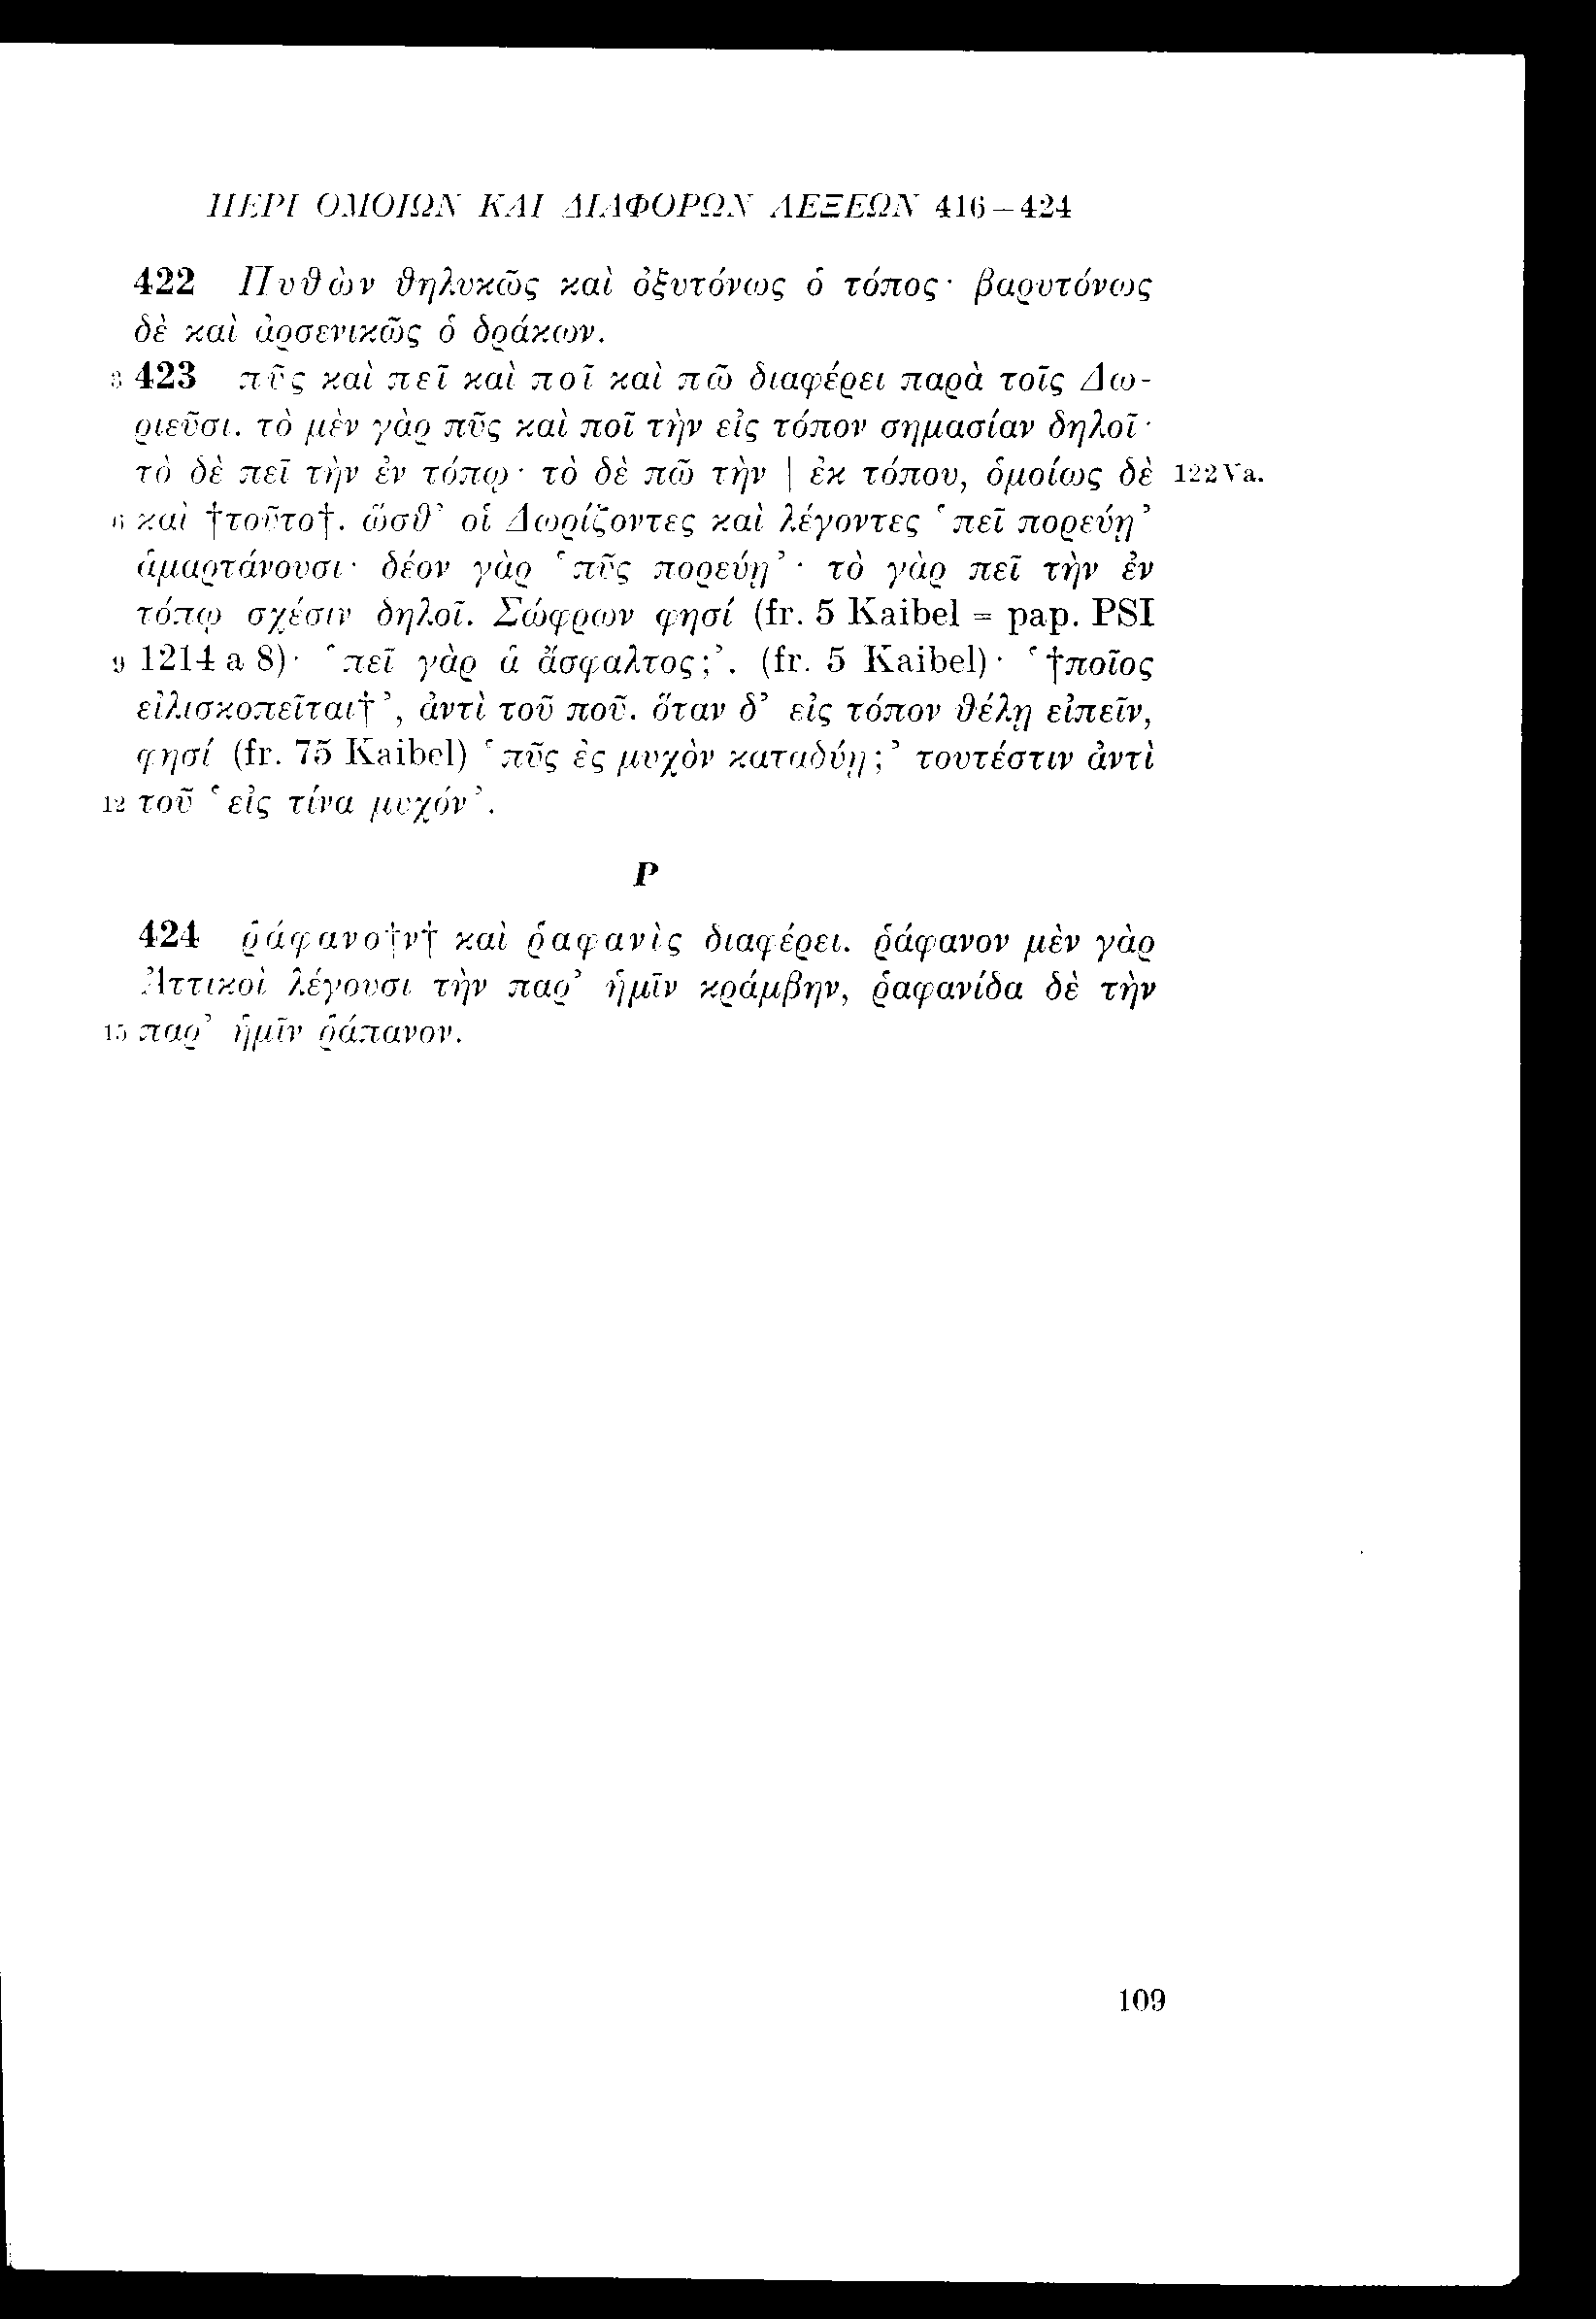 ΠΕΡΙ ΟΜΟΙΩΝ ΚΑΙ ΔΙΑΦΟΡΩΝ ΛΕΞΕΩΝ 416–424
422 Πυθὼν θηλυκῶς καὶ ὀξυτόνως ὁ τόπος· βαρυτόνως
δὲ καὶ ἀρσενικῶς ὁ δράκων.
3 423 πῦς καὶ πεῖ καὶ ποῖ καὶ πῶ διαφέρει παρὰ τοῖς Δω-
ριεῦσι. τὸ μὲν γὰρ πῦς καὶ ποῖ τὴν εἰς τόπον σημασίαν δηλοῖ·
τὸ δὲ πεῖ τὴν ἐν τόπῳ· τὸ δὲ πῶ τὴν | ἐκ τόπου, ὁμοίως δὲ 122Va.
6 καὶ †τοῦτο†. ὥσθ’ οἱ Δωρίζοντες καὶ λέγοντες ‘πεῖ πορεύῃ’
ἁμαρτάνουσι· δέον γὰρ ‘πῦς πορεύῃ’· τὸ γὰρ πεῖ τὴν ἐν
τόπῳ σχέσιν δηλοῖ. Σώφρων φησί (fr. 5 Kaibel = pap. PSI
9 1214 a 8)· ‘πεῖ γὰρ ἁ ἄσφαλτος;’. (fr. 5 Kaibel)· ‘†ποῖος
εἰλισκοπεῖται†’, ἀντὶ τοῦ ποῦ. ὅταν δ’ εἰς τόπον θέλῃ εἰπεῖν,
φησί (fr. 75 Kaibel) ‘πῦς ἐς μυχὸν καταδύῃ;’ τουτέστιν ἀντὶ
12 τοῦ ‘εἰς τίνα μυχόν’.
Ρ
424 ῥάφανο†ν† καὶ ῥαφανὶς διαφέρει. ῥάφανον μὲν γὰρ
Ἀττικοὶ λέγουσι τὴν παρ’ ἡμῖν κράμβην, ῥαφανίδα δὲ τὴν
15 παρ’ ἡμῖν ῥάπανον.
109